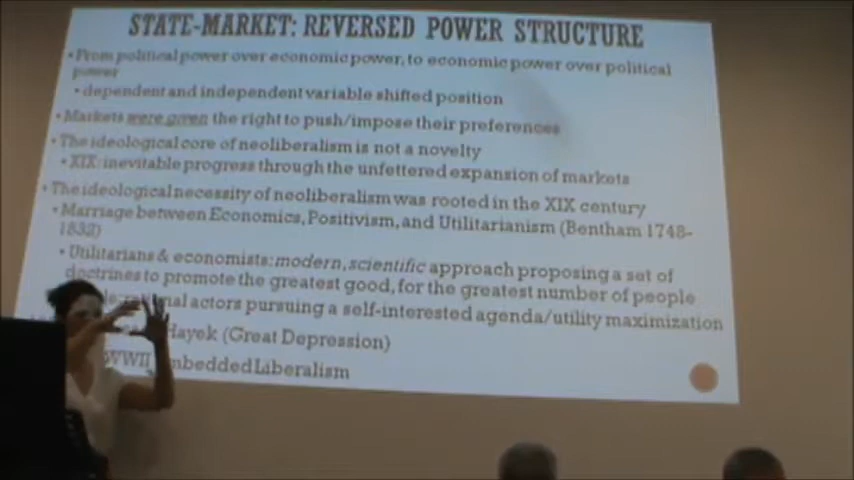 STATE-MARKET: REVERSED POWER STRUCTURE
• From political power over economic power, to economic power over political
power
• dependent and independent variable shifted position
• Markets were given the right to push/impose their preferences
• The ideological core of neoliberalism is not a novelty
• XIX: inevitable progress through the unfettered expansion of markets
• The ideological necessity of neoliberalism was rooted in the XIX century
• Marriage between Economics, Positivism, and Utilitarianism (Bentham 1748-
1832)
• Utilitarians & economists: modern, scientific approach proposing a set of
doctrines to promote the greatest good, for the greatest number of people
actors pursuing a self-interested agenda/utility maximization
Hayek (Great Depression)
WWII Embedded Liberalism